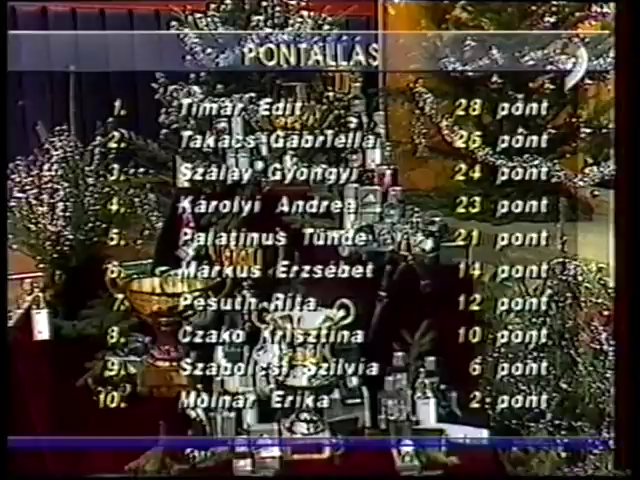 PONTÁLLÁS
1. Tímár Edit 28 pont
2. Takács Gabriella 25 pont
3. Szalay Gyöngyi 24 pont
4. Károlyi Andrea 23 pont
5. Palatinus Tünde 21 pont
6. Márkus Erzsébet 14 pont
7. Pesuth Rita 12 pont
8. Czakó Krisztina 10 pont
9. Szabolcsi Szilvia 6 pont
10. Molnár Erika 2 pont